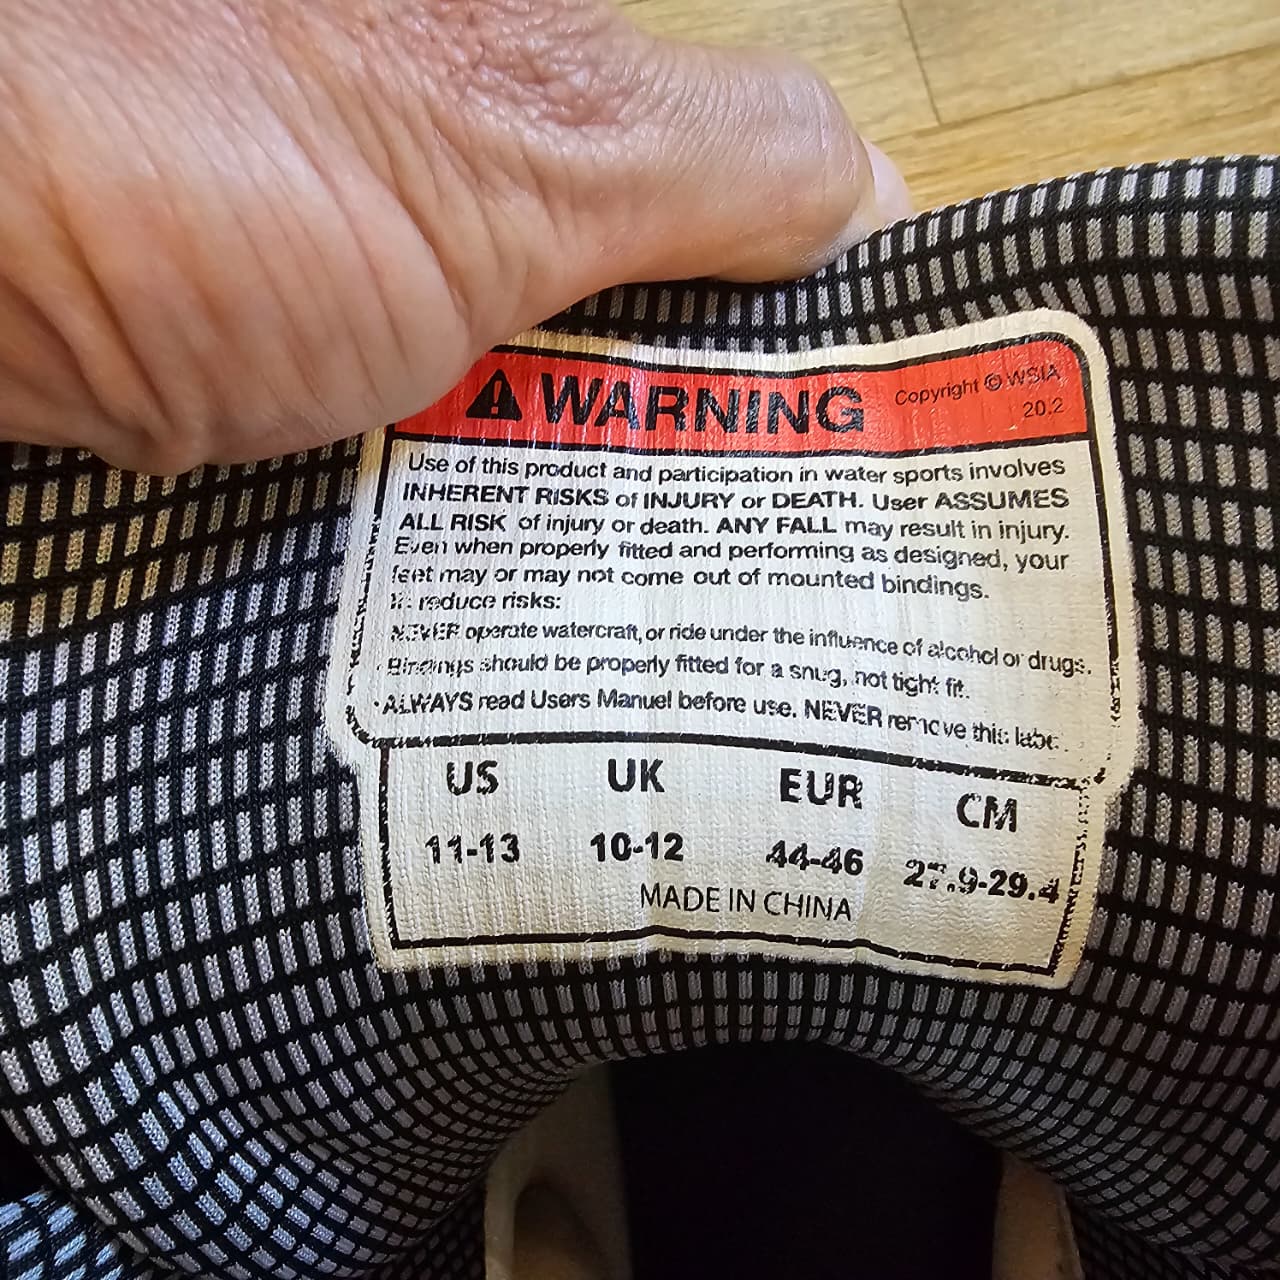 WARNING
Copyright © WSIA
20.2
Use of this product and participation in water sports involves
INHERENT RISKS of INJURY or DEATH. User ASSUMES
ALL RISK of injury or death. ANY FALL may result in injury.
Even when properly fitted and performing as designed, your
feet may or may not come out of mounted bindings.
reduce risks:
NEVER operate watercraft, or ride under the influence of alcohol or drugs.
· Bindings should be properly fitted for a snug, not tight fit.
·ALWAYS read Users Manuel before use. NEVER remove this label.
US UK EUR CM
11-13 10-12 44-46 27.9-29.4
MADE IN CHINA